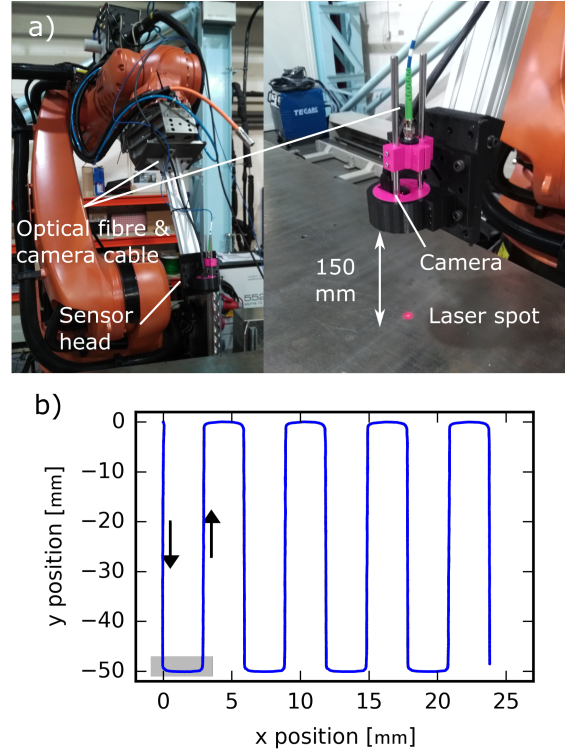 a)
TECARC
Optical fibre &
camera cable
Sensor
head
552
150
mm
Camera
Laser spot
b)
0
−10
−20
−30
−40
−50
y position [mm]
0 5 10 15 20 25
x position [mm]